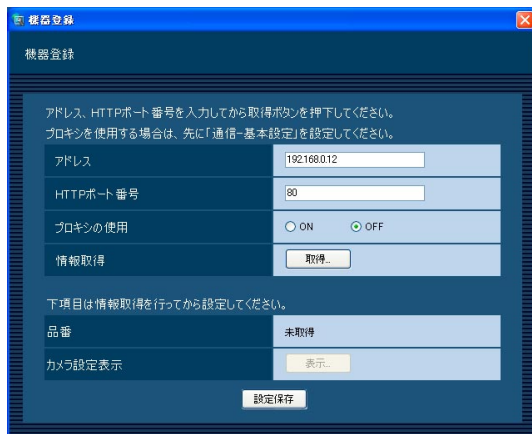 機器登録
機器登録
アドレス、HTTPポート番号を入力してから取得ボタンを押下してください。
プロキシを使用する場合は、先に「通信-基本設定」を設定してください。
アドレス 192.168.0.12
HTTPポート番号 80
プロキシの使用 ON OFF
情報取得 取得...
下項目は情報取得を行ってから設定してください。
品番 未取得
カメラ設定表示 表示...
設定保存